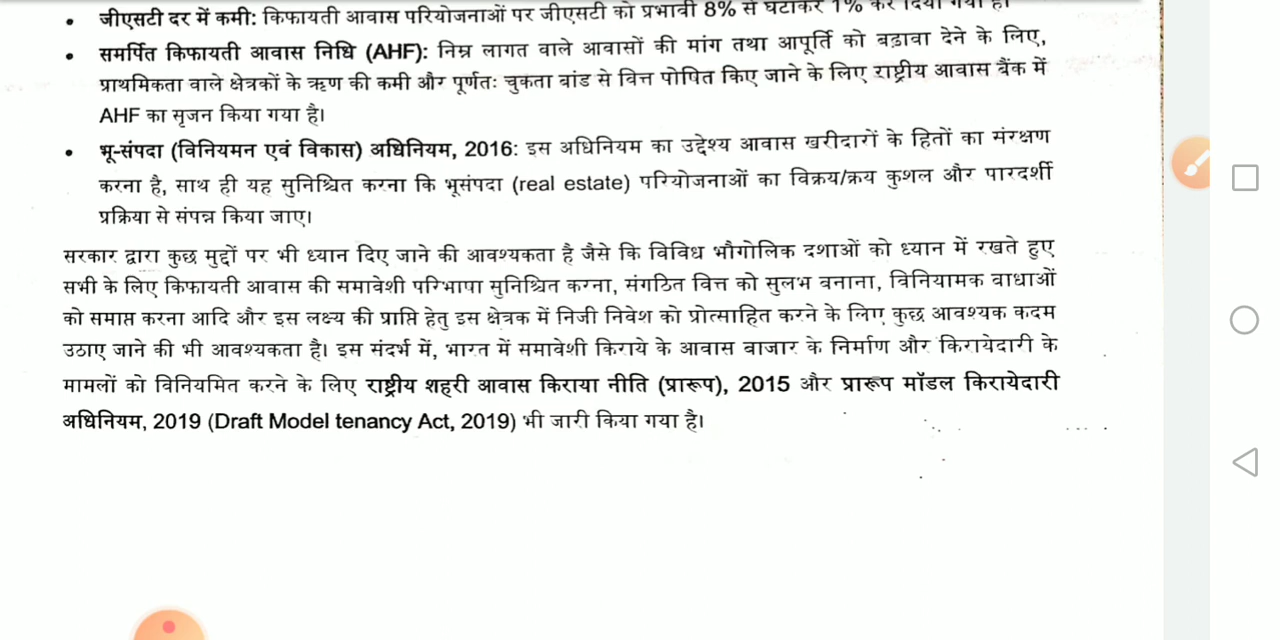 • जीएसटी दर में कमी: किफायती आवास परियोजनाओं पर जीएसटी को प्रभावी 8% से घटाकर 1% कर दिया गया है।
• समर्पित किफायती आवास निधि (AHF): निम्न लागत वाले आवासों की मांग तथा आपूर्ति को बढ़ावा देने के लिए,
प्राथमिकता वाले क्षेत्रकों के ऋण की कमी और पूर्णतः चुकता बांड से वित्त पोषित किए जाने के लिए राष्ट्रीय आवास बैंक में
AHF का सृजन किया गया है।
• भू-संपदा (विनियमन एवं विकास) अधिनियम, 2016: इस अधिनियम का उद्देश्य आवास खरीदारों के हितों का संरक्षण
करना है, साथ ही यह सुनिश्चित करना कि भूसंपदा (real estate) परियोजनाओं का विक्रय/क्रय कुशल और पारदर्शी
प्रक्रिया से संपन्न किया जाए।
सरकार द्वारा कुछ मुद्दों पर भी ध्यान दिए जाने की आवश्यकता है जैसे कि विविध भौगोलिक दशाओं को ध्यान में रखते हुए
सभी के लिए किफायती आवास की समावेशी परिभाषा सुनिश्चित करना, संगठित वित्त को सुलभ बनाना, विनियामक बाधाओं
को समाप्त करना आदि और इस लक्ष्य की प्राप्ति हेतु इस क्षेत्रक में निजी निवेश को प्रोत्साहित करने के लिए कुछ आवश्यक कदम
उठाए जाने की भी आवश्यकता है। इस संदर्भ में, भारत में समावेशी किराये के आवास बाजार के निर्माण और किरायेदारी के
मामलों को विनियमित करने के लिए राष्ट्रीय शहरी आवास किराया नीति (प्रारूप), 2015 और प्रारूप मॉडल किरायेदारी
अधिनियम, 2019 (Draft Model tenancy Act, 2019) भी जारी किया गया है।